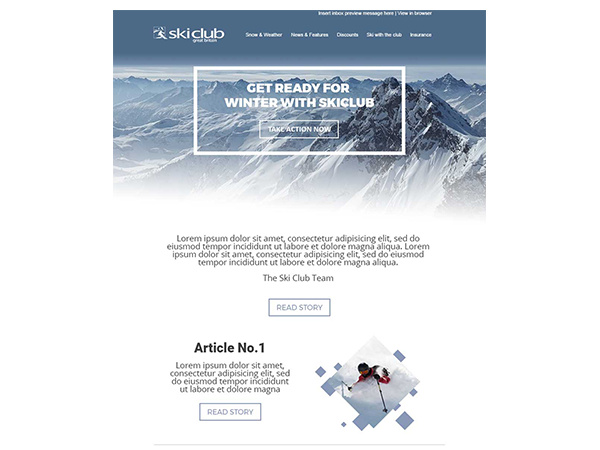 Insert inbox preview message here | View in browser
skiclub
great britain
Snow & Weather News & Features Discounts Ski with the club Insurance
GET READY FOR
WINTER WITH SKICLUB
TAKE ACTION NOW
Lorem ipsum dolor sit amet, consectetur adipisicing elit, sed do
eiusmod tempor incididunt ut labore et dolore magna aliqua. Lorem
ipsum dolor sit amet, consectetur adipisicing elit, sed do eiusmod
tempor incididunt ut labore et dolore magna aliqua.
The Ski Club Team
READ STORY
Article No.1
Lorem ipsum dolor sit amet,
consectetur adipisicing elit, sed do
eiusmod tempor incididunt
ut labore et dolore magna
READ STORY